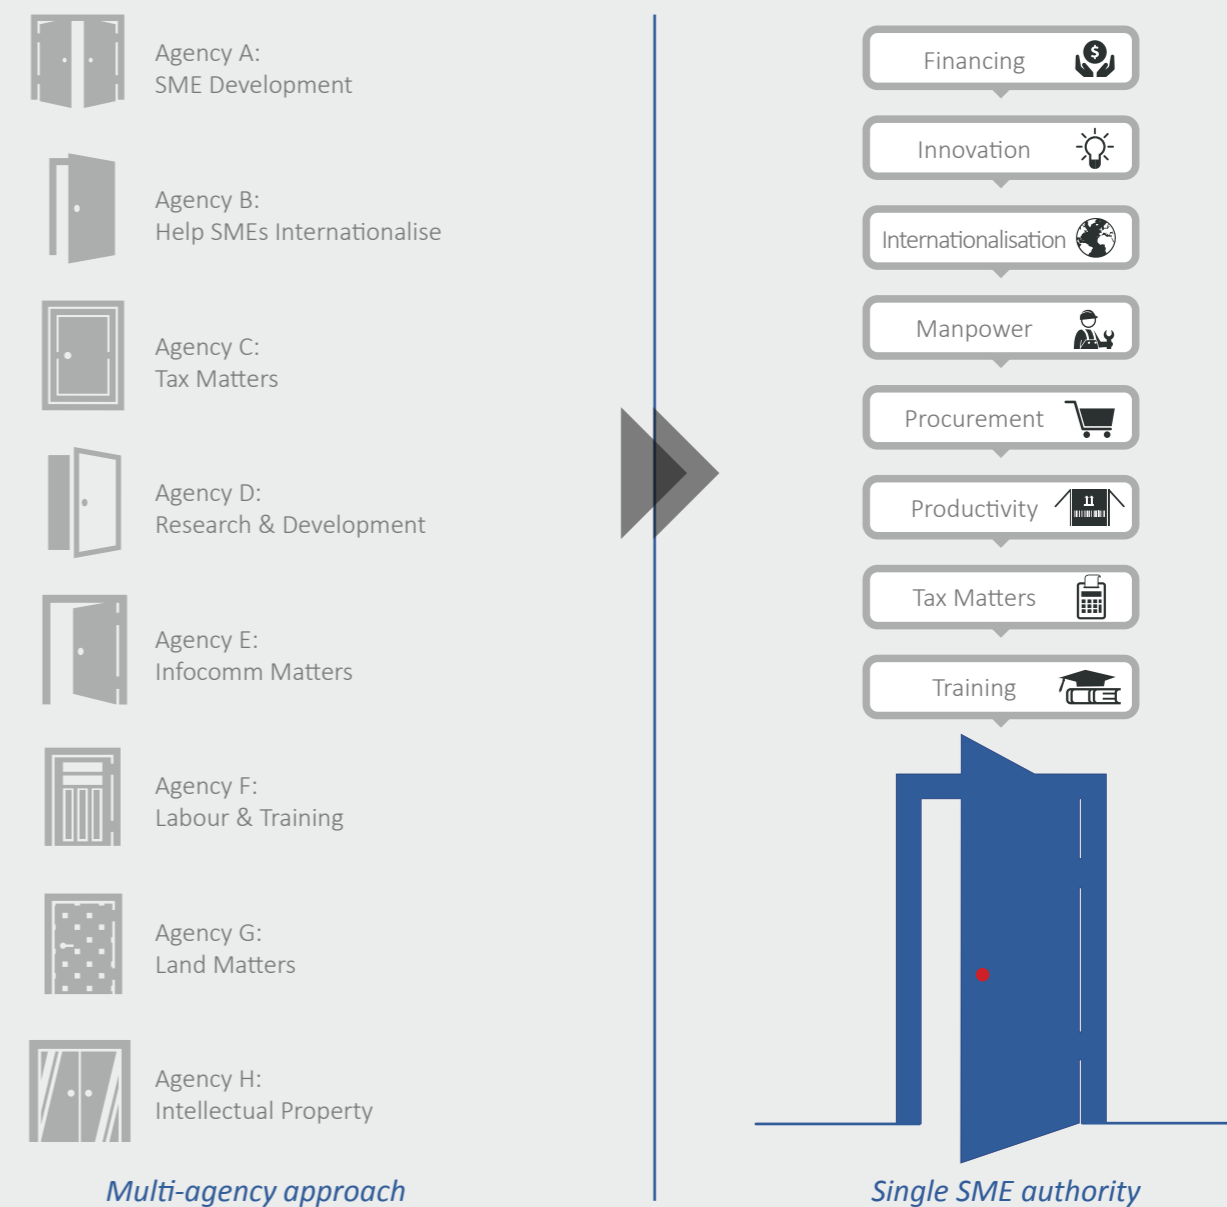 Agency A:
SME Development
Agency B:
Help SMEs Internationalise
Agency C:
Tax Matters
Agency D:
Research & Development
Agency E:
Infocomm Matters
Agency F:
Labour & Training
Agency G:
Land Matters
Agency H:
Intellectual Property
Multi-agency approach
Financing
$
Innovation
Internationalisation
Manpower
Procurement
Productivity
Tax Matters
Training
Single SME authority